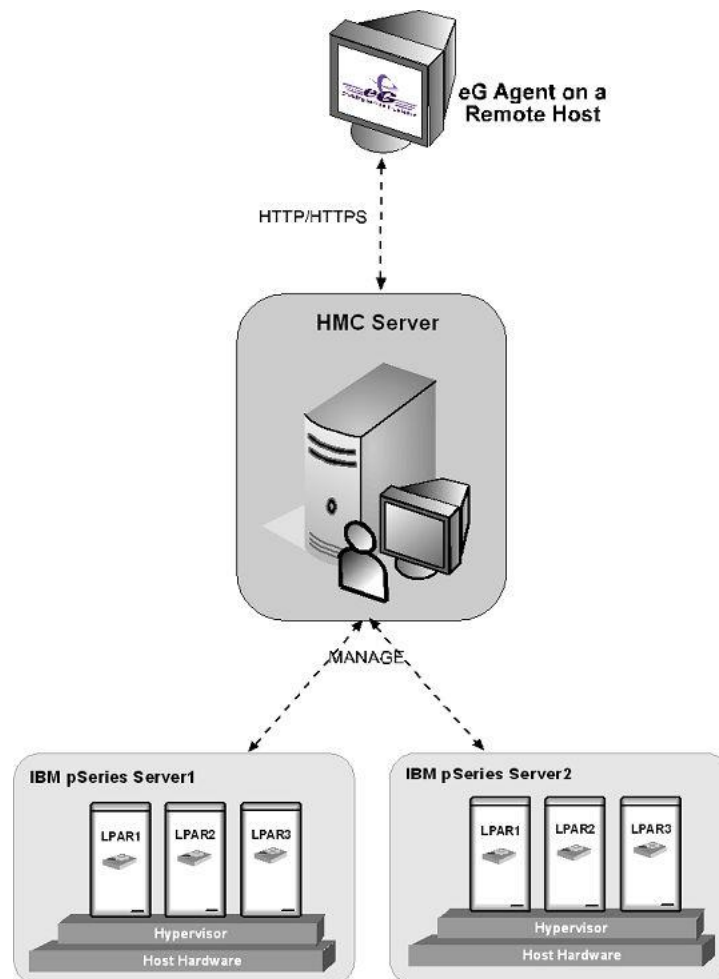 eG
eG Agent on a
Remote Host
HTTP/HTTPS
HMC Server
MANAGE
IBM pSeries Server1
LPAR1
LPAR2
LPAR3
Hypervisor
Host Hardware
IBM pSeries Server2
LPAR1
LPAR2
LPAR3
Hypervisor
Host Hardware